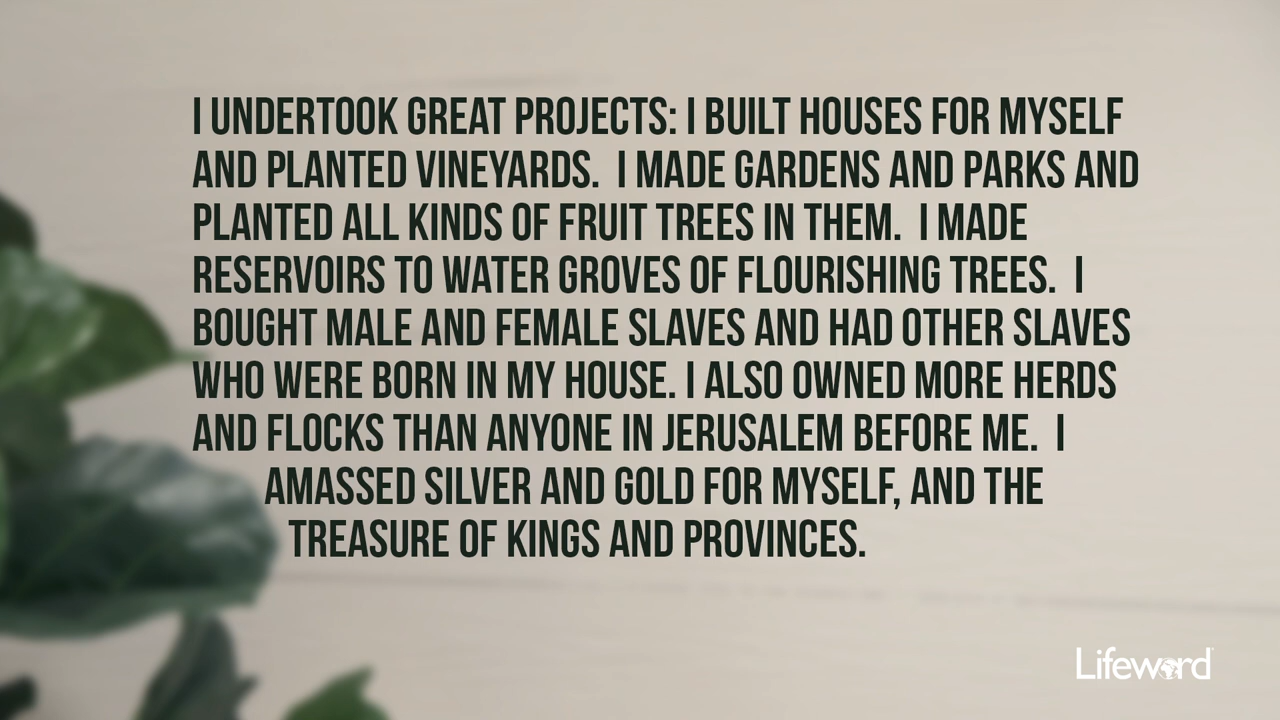 I UNDERTOOK GREAT PROJECTS: I BUILT HOUSES FOR MYSELF
AND PLANTED VINEYARDS.  I MADE GARDENS AND PARKS AND
PLANTED ALL KINDS OF FRUIT TREES IN THEM.  I MADE
RESERVOIRS TO WATER GROVES OF FLOURISHING TREES.  I
BOUGHT MALE AND FEMALE SLAVES AND HAD OTHER SLAVES
WHO WERE BORN IN MY HOUSE. I ALSO OWNED MORE HERDS
AND FLOCKS THAN ANYONE IN JERUSALEM BEFORE ME.  I
AMASSED SILVER AND GOLD FOR MYSELF, AND THE
TREASURE OF KINGS AND PROVINCES.
Lifeword